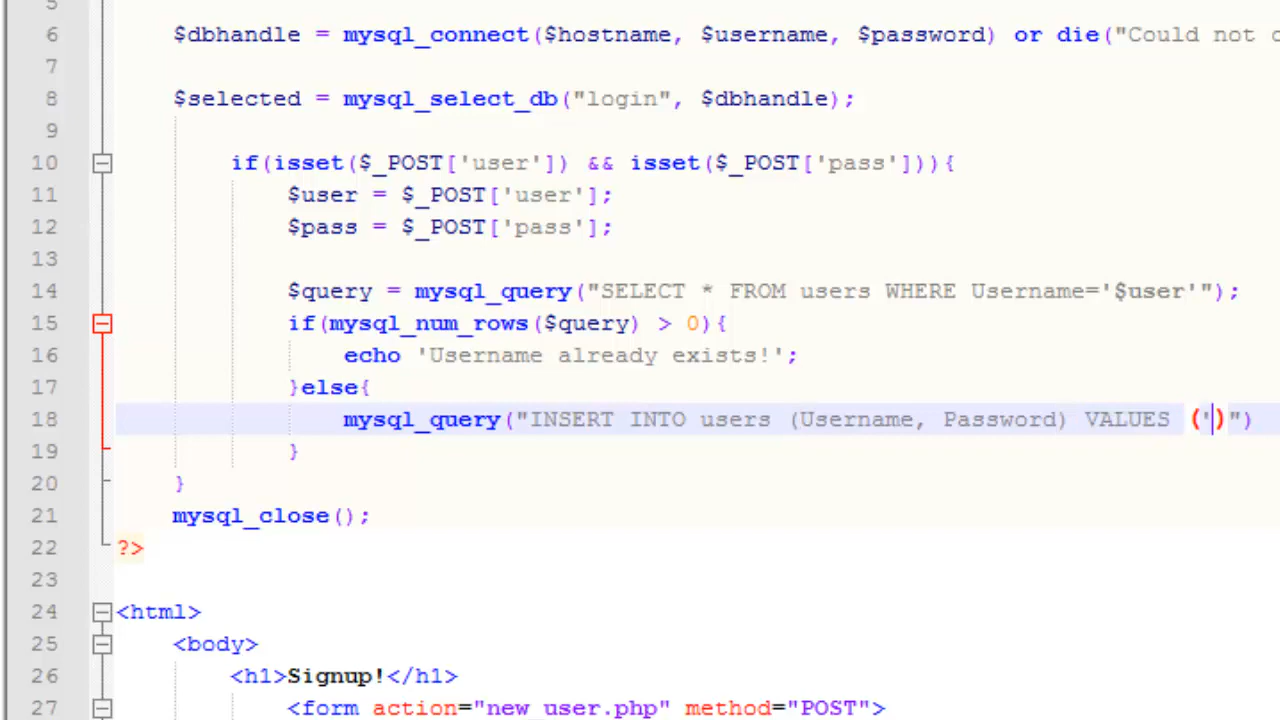 5
6 $dbhandle = mysql_connect($hostname, $username, $password) or die("Could not
7
8 $selected = mysql_select_db("login", $dbhandle);
9
10 if(isset($_POST['user']) && isset($_POST['pass'])){
11 $user = $_POST['user'];
12 $pass = $_POST['pass'];
13
14 $query = mysql_query("SELECT * FROM users WHERE Username='$user'");
15 if(mysql_num_rows($query) > 0){
16 echo 'Username already exists!';
17 }else{
18 mysql_query("INSERT INTO users (Username, Password) VALUES (')")
19 }
20 }
21 mysql_close();
22 ?>
23
24 <html>
25 <body>
26 <h1>Signup!</h1>
27 <form action="new_user.php" method="POST">